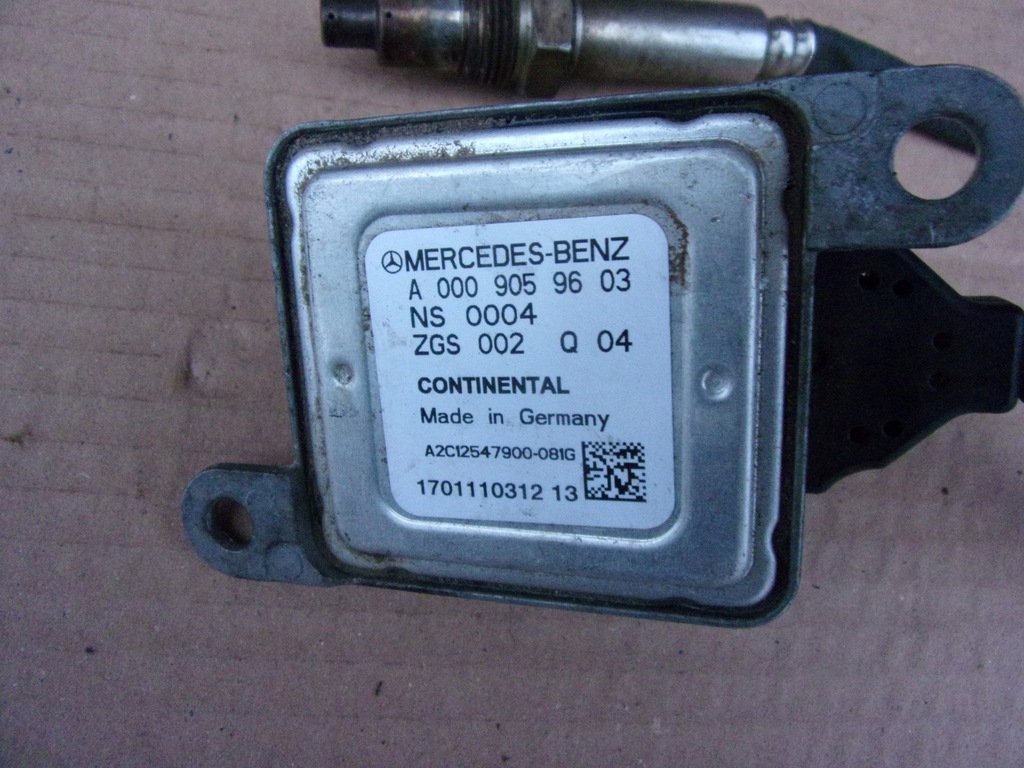 MERCEDES-BENZ
A 000 905 96 03
NS 0004
ZGS 002 Q 04
CONTINENTAL
Made in Germany
A2C12547900-081G
1701110312 13